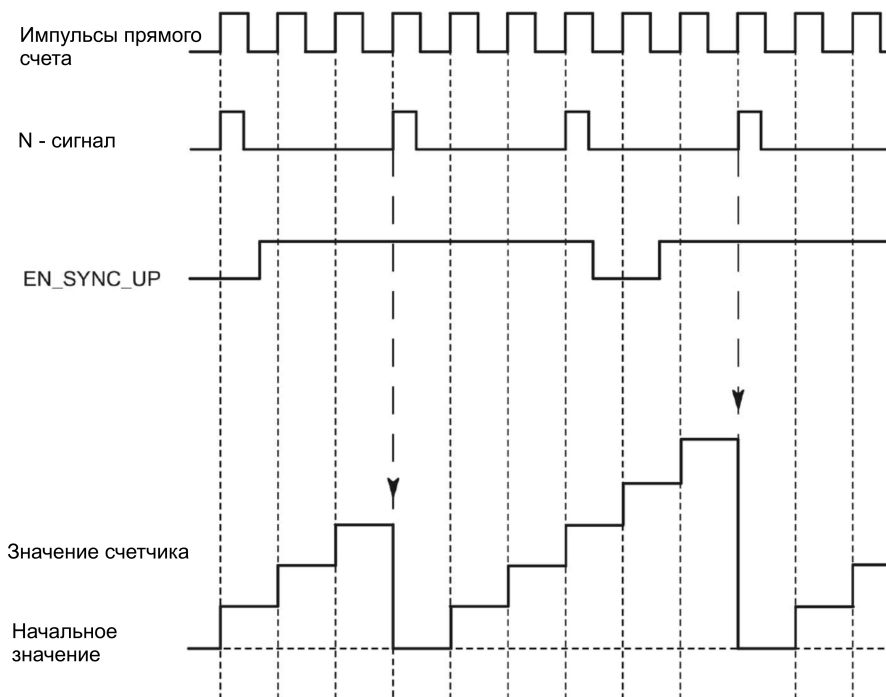 Импульсы прямого
счета
N - сигнал
EN_SYNC_UP
Значение счетчика
Начальное
значение